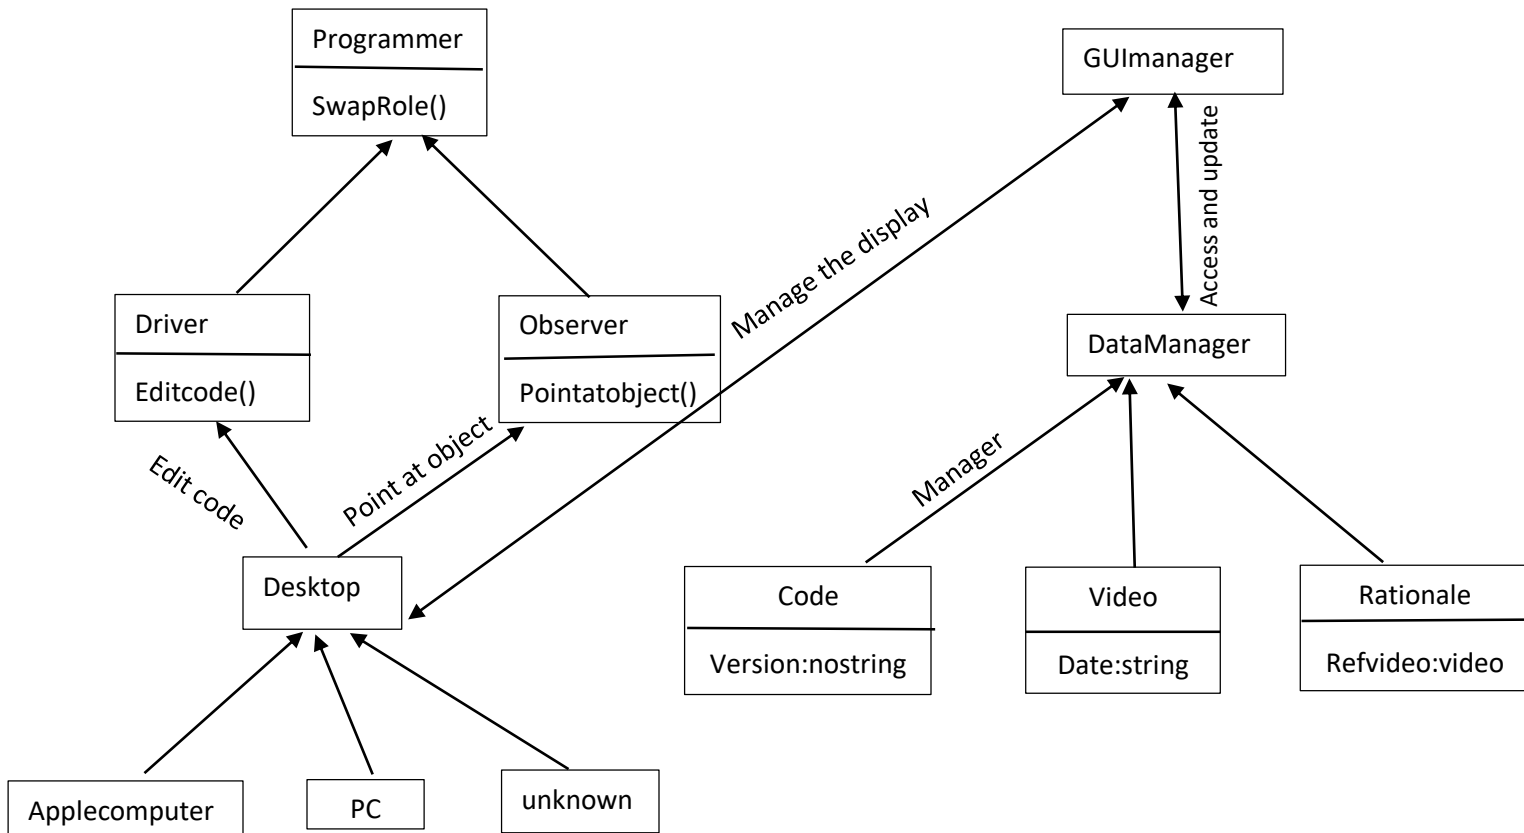 Programmer
SwapRole()
GUImanager
Access and update
Manage the display
Driver
Editcode()
Observer
Pointatobject()
DataManager
Edit code
Point at object
Manager
Desktop
Code
Version:nostring
Video
Date:string
Rationale
Refvideo:video
Applecomputer
PC
unknown